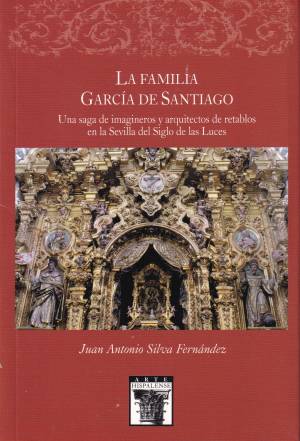 LA FAMILIA
GARCÍA DE SANTIAGO
Una saga de imagineros y arquitectos de retablos
en la Sevilla del Siglo de las Luces
Juan Antonio Silva Fernández
ARTE
HISPALENSE